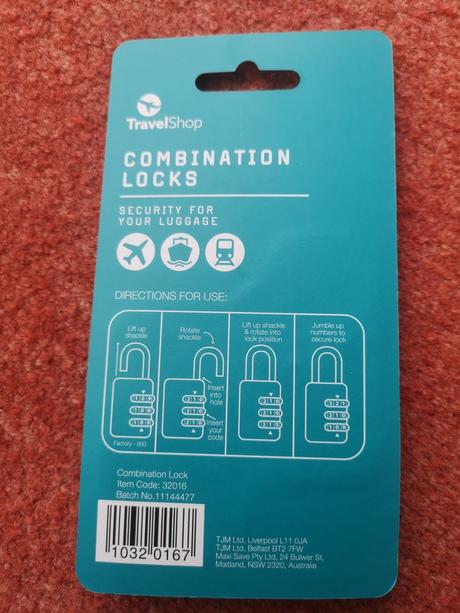 TravelShop
COMBINATION
LOCKS
SECURITY FOR
YOUR LUGGAGE
DIRECTIONS FOR USE:
Lift up
shackle
Factory - 000
Rotate
shackle
Insert
into
hole
Insert
your
code
Lift up shackle
& rotate into
lock position
Jumble up
numbers to
secure lock
Combination Lock
Item Code: 32016
Batch No.11144477
1032 0167
TJM Ltd, Liverpool L11 0JA
TJM Ltd, Belfast BT2 7FW
Maxi Save Pty Ltd, 24 Bulwer St,
Maitland, NSW 2320, Australia